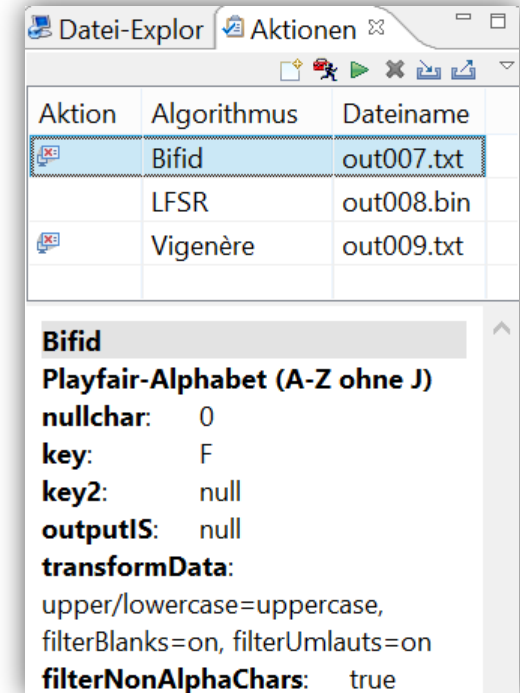 Datei-Explor Aktionen
Aktion Algorithmus Dateiname
Bifid out007.txt
LFSR out008.bin
Vigenère out009.txt
Bifid
Playfair-Alphabet (A-Z ohne J)
nullchar: 0
key: F
key2: null
outputIS: null
transformData:
upper/lowercase=uppercase,
filterBlanks=on, filterUmlauts=on
filterNonAlphaChars: true